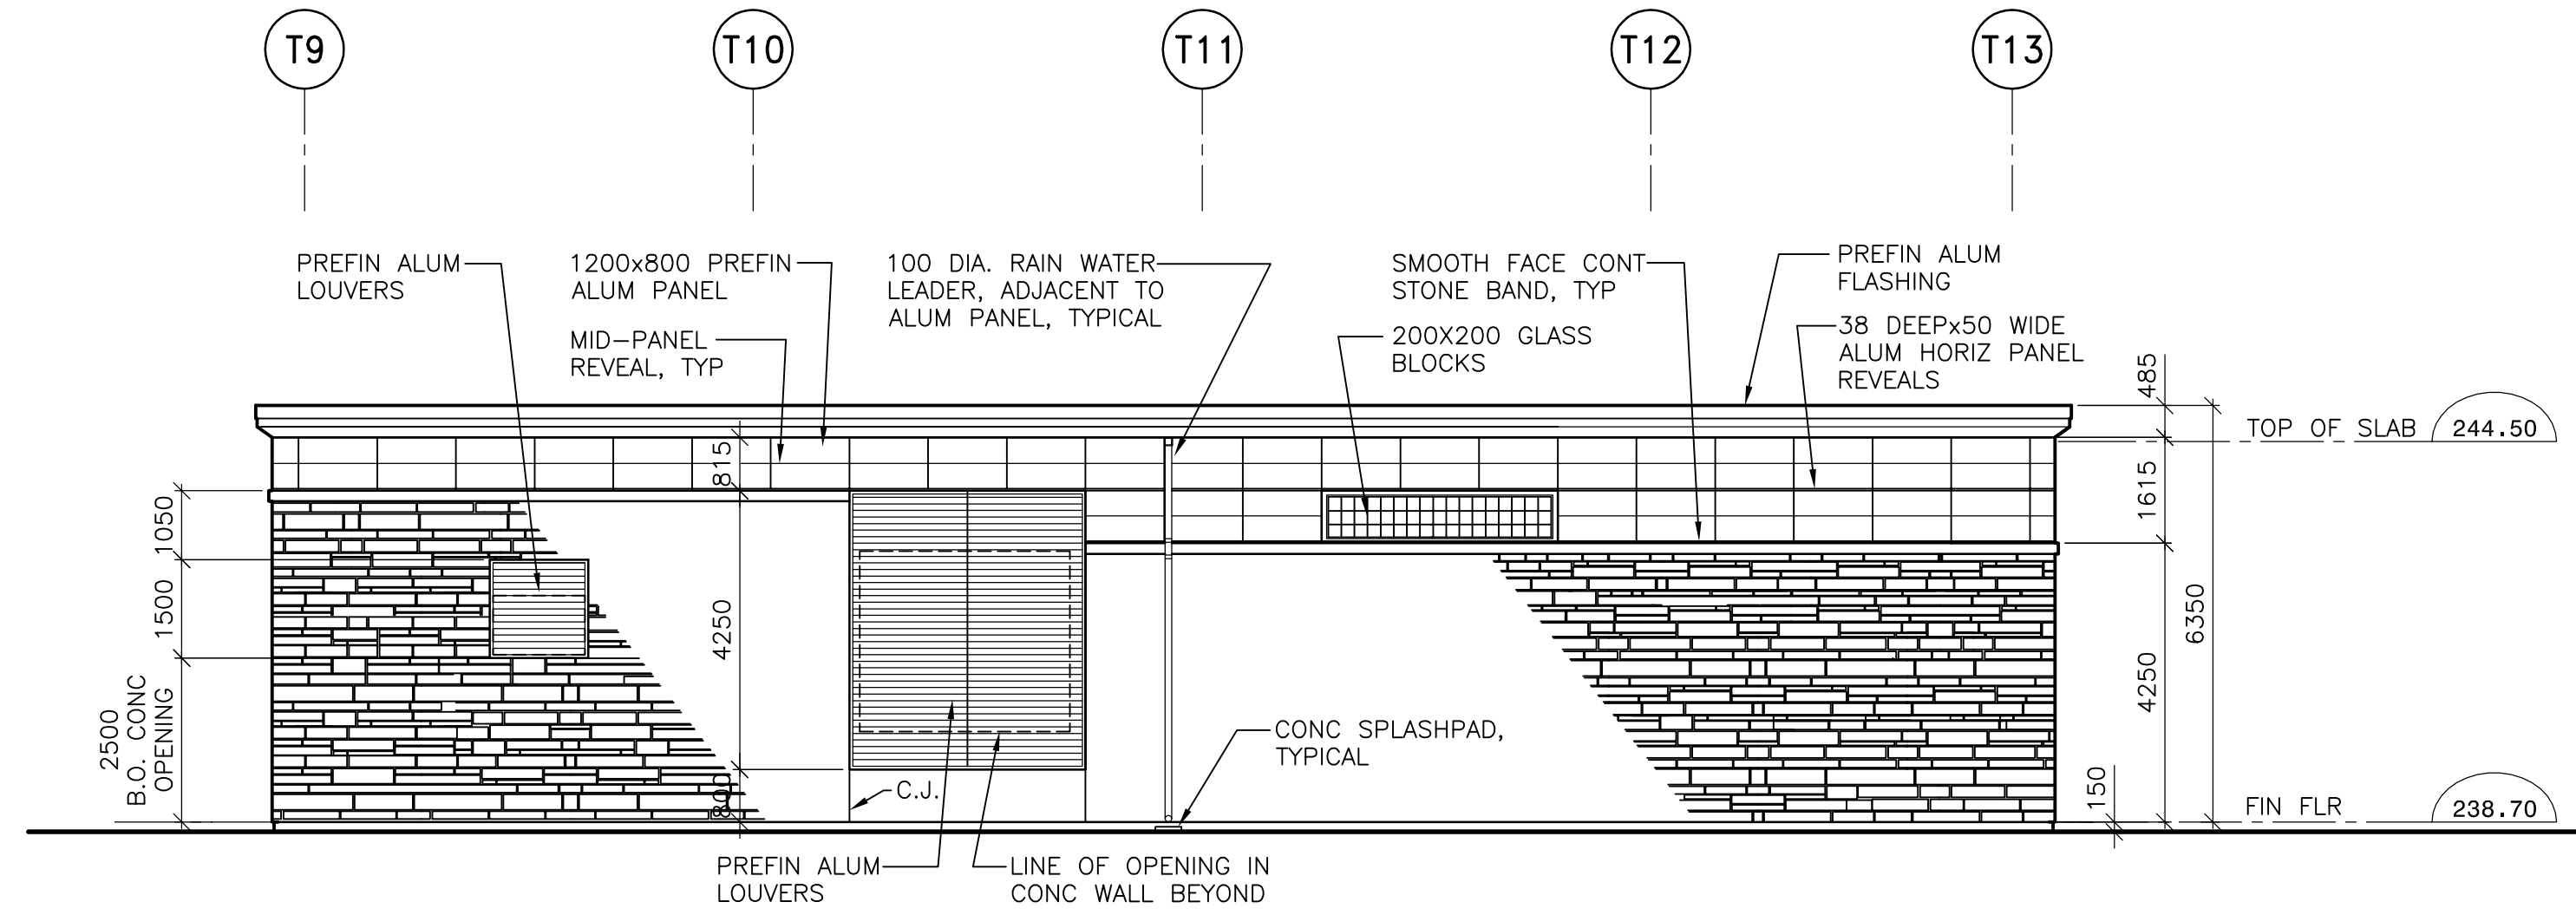 T9
T10
T11
T12
T13
PREFIN ALUM
LOUVERS
1200x800 PREFIN
ALUM PANEL
MID-PANEL
REVEAL, TYP
100 DIA. RAIN WATER
LEADER, ADJACENT TO
ALUM PANEL, TYPICAL
SMOOTH FACE CONT
STONE BAND, TYP
200X200 GLASS
BLOCKS
PREFIN ALUM
FLASHING
38 DEEPx50 WIDE
ALUM HORIZ PANEL
REVEALS
485
TOP OF SLAB
244.50
815
1615
1050
1500
4250
6350
4250
2500
B.O. CONC
OPENING
CONC SPLASHPAD,
TYPICAL
800
C.J.
150
FIN FLR
238.70
PREFIN ALUM
LOUVERS
LINE OF OPENING IN
CONC WALL BEYOND